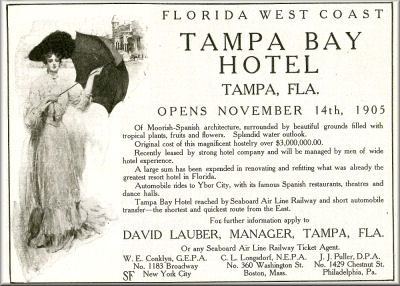 FLORIDA WEST COAST
TAMPA BAY
HOTEL
TAMPA, FLA.
OPENS NOVEMBER 14th, 1905
Of Moorish-Spanish architecture, surrounded by beautiful grounds filled with
tropical plants, fruits and flowers. Splendid water outlook.
Original cost of this magnificent hostelry over $3,000,000.00.
Recently leased by strong hotel company and will be managed by men of wide
hotel experience.
A large sum has been expended in renovating and refitting what was already the
greatest resort hotel in Florida.
Automobile rides to Ybor City, with its famous Spanish restaurants, theatres and
dance halls.
Tampa Bay Hotel reached by Seaboard Air Line Railway and short automobile
transfer—the shortest and quickest route from the East.
For further information apply to
DAVID LAUBER, MANAGER, TAMPA, FLA.
Or any Seaboard Air Line Railway Ticket Agent.
W. E. Conklyn, G.E.P.A. C. L. Longsdorf, N.E.P.A. J. J. Puller, D.P.A.
No. 1183 Broadway No. 360 Washington St. No. 1429 Chestnut St.
SF New York City Boston, Mass. Philadelphia, Pa.